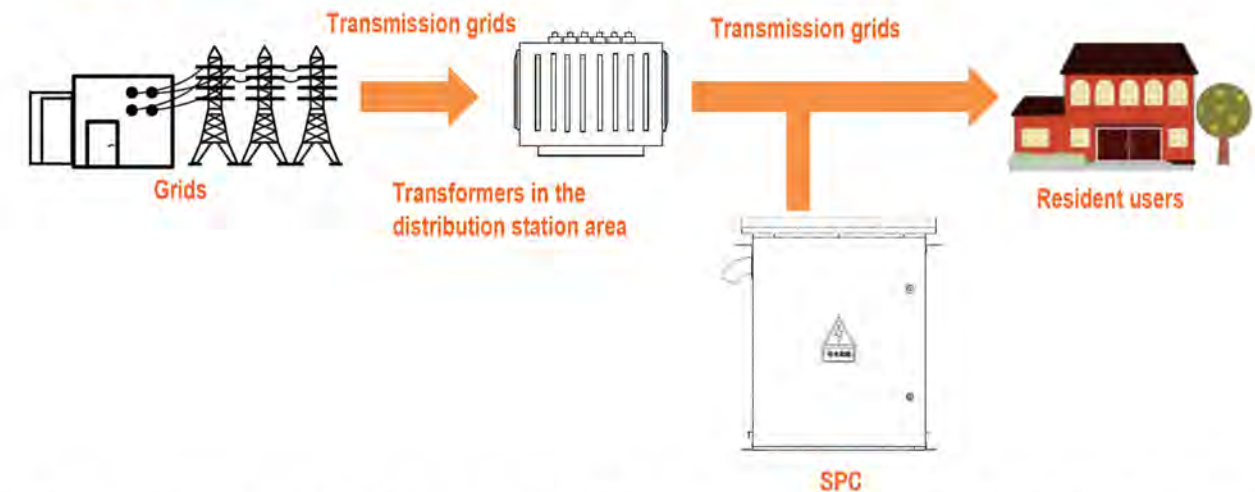 Transmission grids
Transmission grids
Grids
Transformers in the
distribution station area
Resident users
SPC